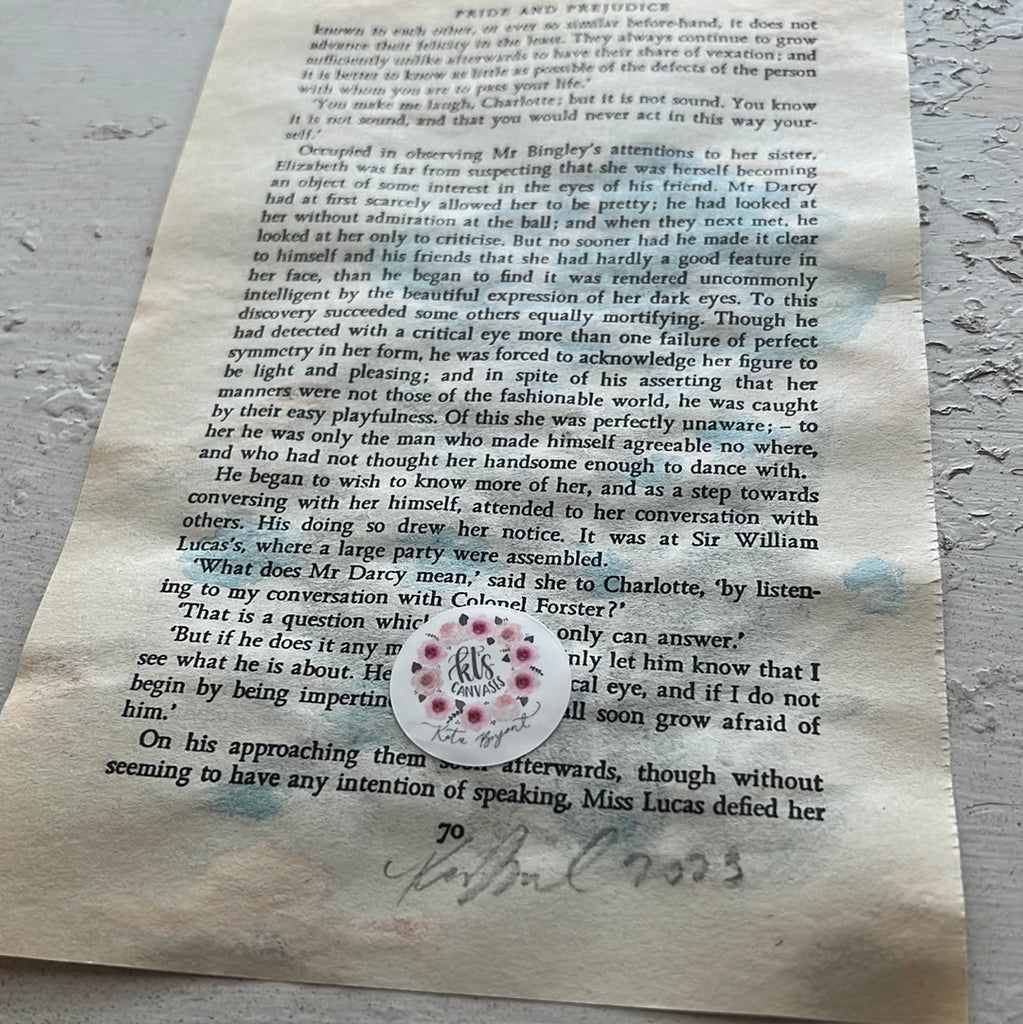 PRIDE AND PREJUDICE
known to each other, or ever so similar before-hand, it does not
advance their felicity in the least. They always continue to grow
sufficiently unlike afterwards to have their share of vexation; and
it is better to know as little as possible of the defects of the person
with whom you are to pass your life.'
'You make me laugh, Charlotte; but it is not sound. You know
it is not sound, and that you would never act in this way your-
self.'
Occupied in observing Mr Bingley's attentions to her sister,
Elizabeth was far from suspecting that she was herself becoming
an object of some interest in the eyes of his friend. Mr Darcy
had at first scarcely allowed her to be pretty; he had looked at
her without admiration at the ball; and when they next met, he
looked at her only to criticise. But no sooner had he made it clear
to himself and his friends that she had hardly a good feature in
her face, than he began to find it was rendered uncommonly
intelligent by the beautiful expression of her dark eyes. To this
discovery succeeded some others equally mortifying. Though he
had detected with a critical eye more than one failure of perfect
symmetry in her form, he was forced to acknowledge her figure to
be light and pleasing; and in spite of his asserting that her
manners were not those of the fashionable world, he was caught
by their easy playfulness. Of this she was perfectly unaware; – to
her he was only the man who made himself agreeable no where,
and who had not thought her handsome enough to dance with.
He began to wish to know more of her, and as a step towards
conversing with her himself, attended to her conversation with
others. His doing so drew her notice. It was at Sir William
Lucas's, where a large party were assembled.
'What does Mr Darcy mean,' said she to Charlotte, 'by listen-
ing to my conversation with Colonel Forster?'
'That is a question which only can answer.'
'But if he does it any m nly let him know that I
see what he is about. He cal eye, and if I do not
begin by being impertin all soon grow afraid of
him.'
kt's
CANVASES
Kata Bryant
On his approaching them soon afterwards, though without
seeming to have any intention of speaking, Miss Lucas defied her
70
2023